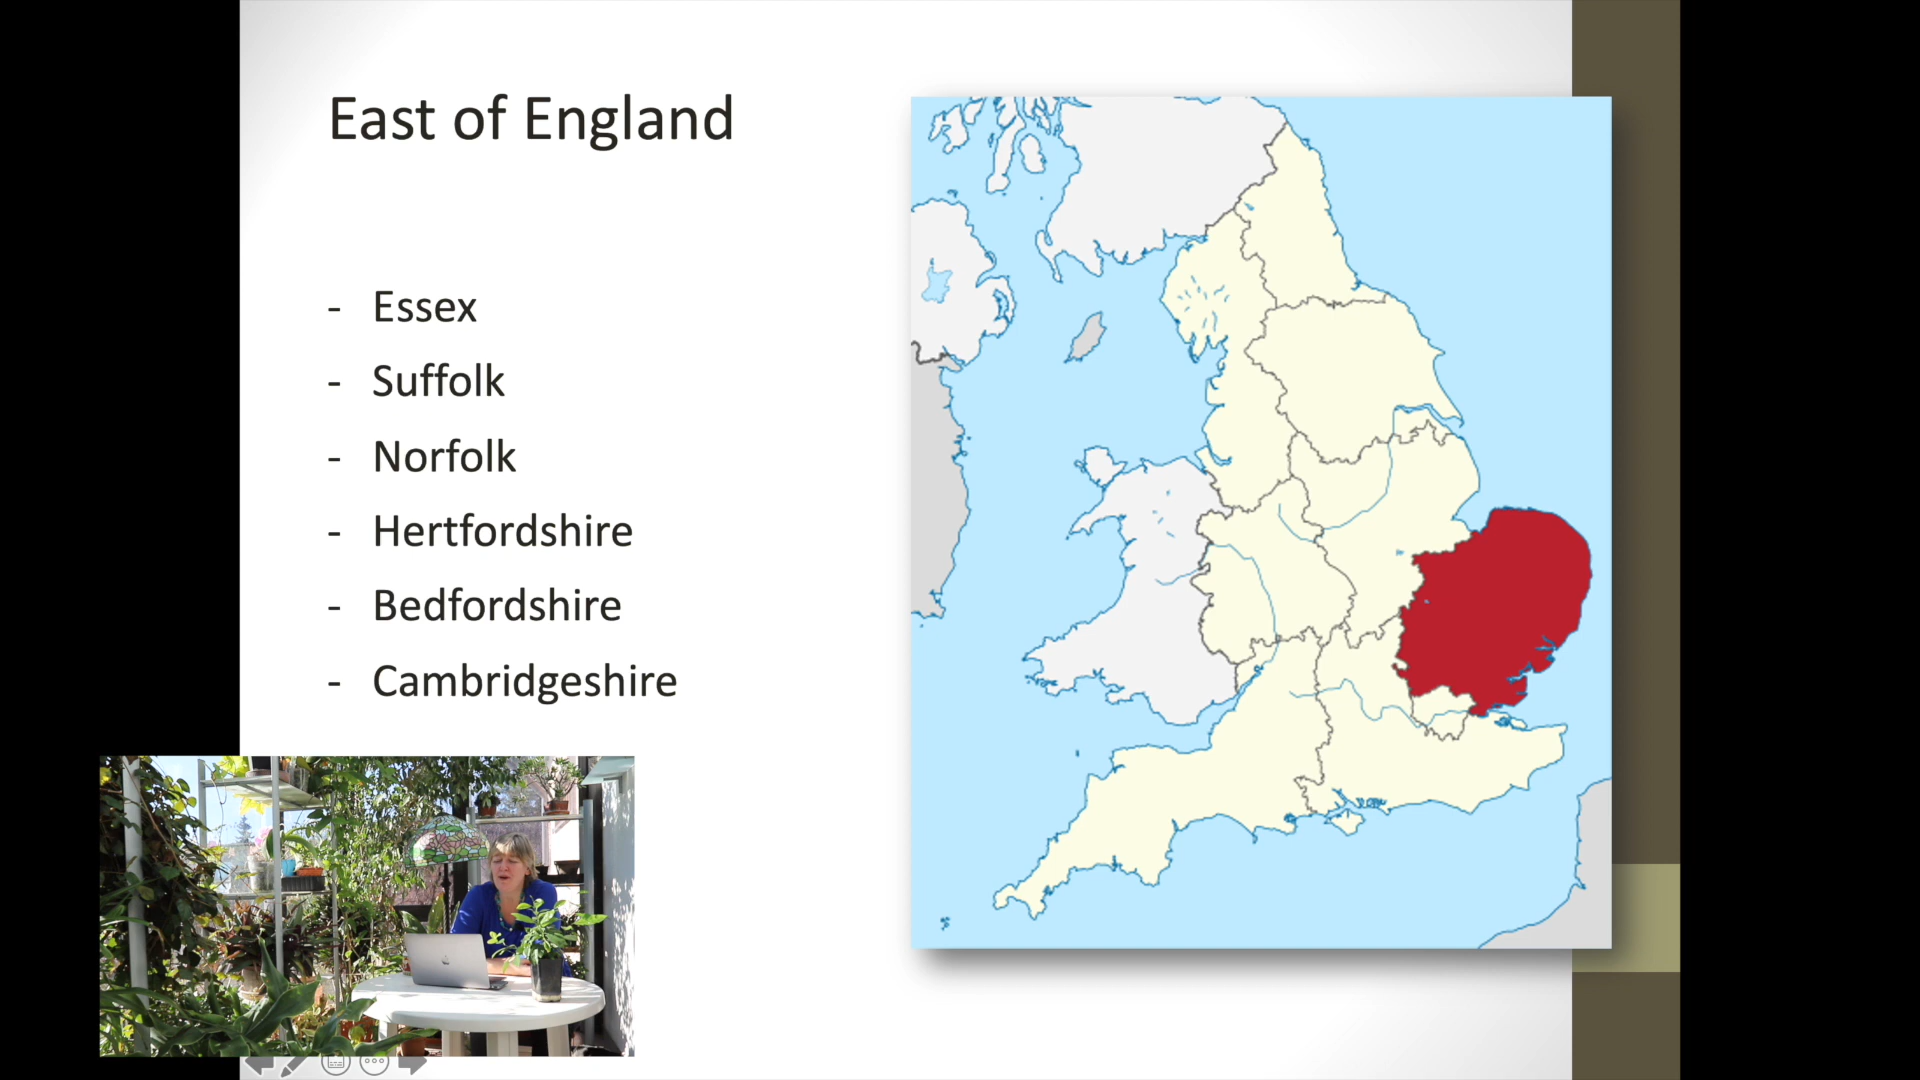 East of England
- Essex
- Suffolk
- Norfolk
- Hertfordshire
- Bedfordshire
- Cambridgeshire